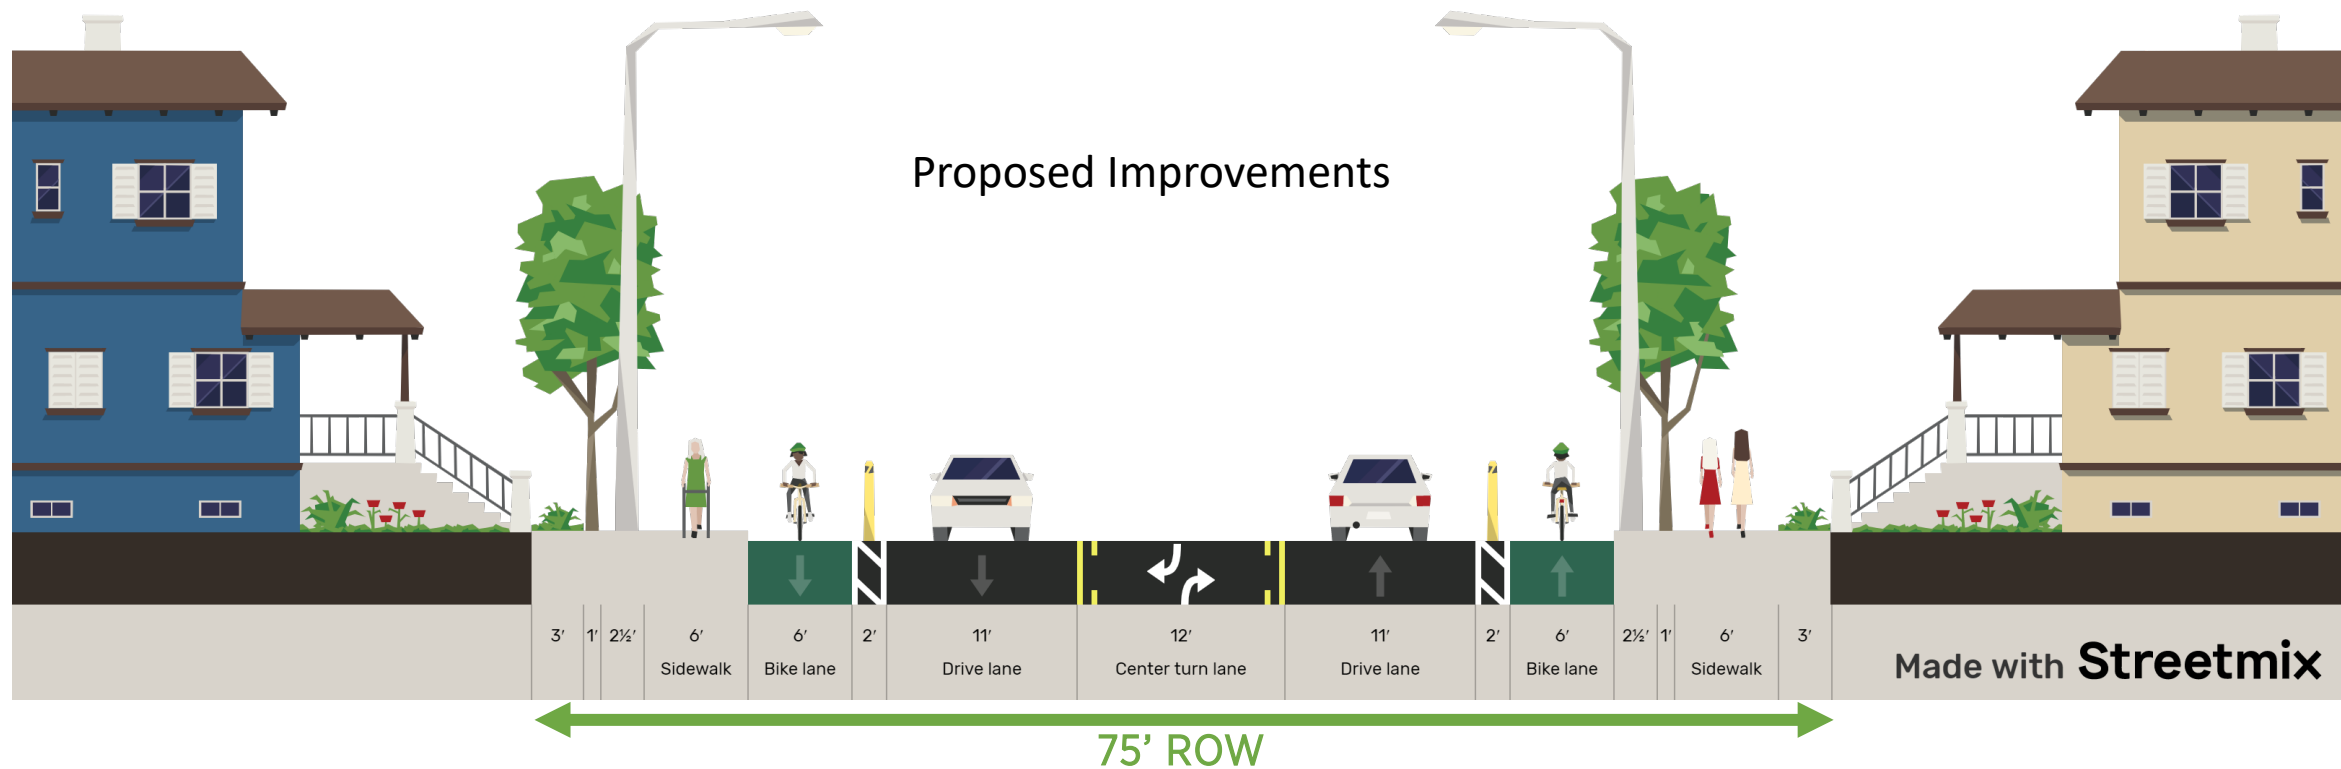 Proposed Improvements
3′ 1′ 2½′ 6′ 6′ 2′ 11′ 12′ 11′ 2′ 6′ 2½′ 1′ 6′ 3′
Sidewalk Bike lane Drive lane Center turn lane Drive lane Bike lane Sidewalk
Made with Streetmix
75’ ROW